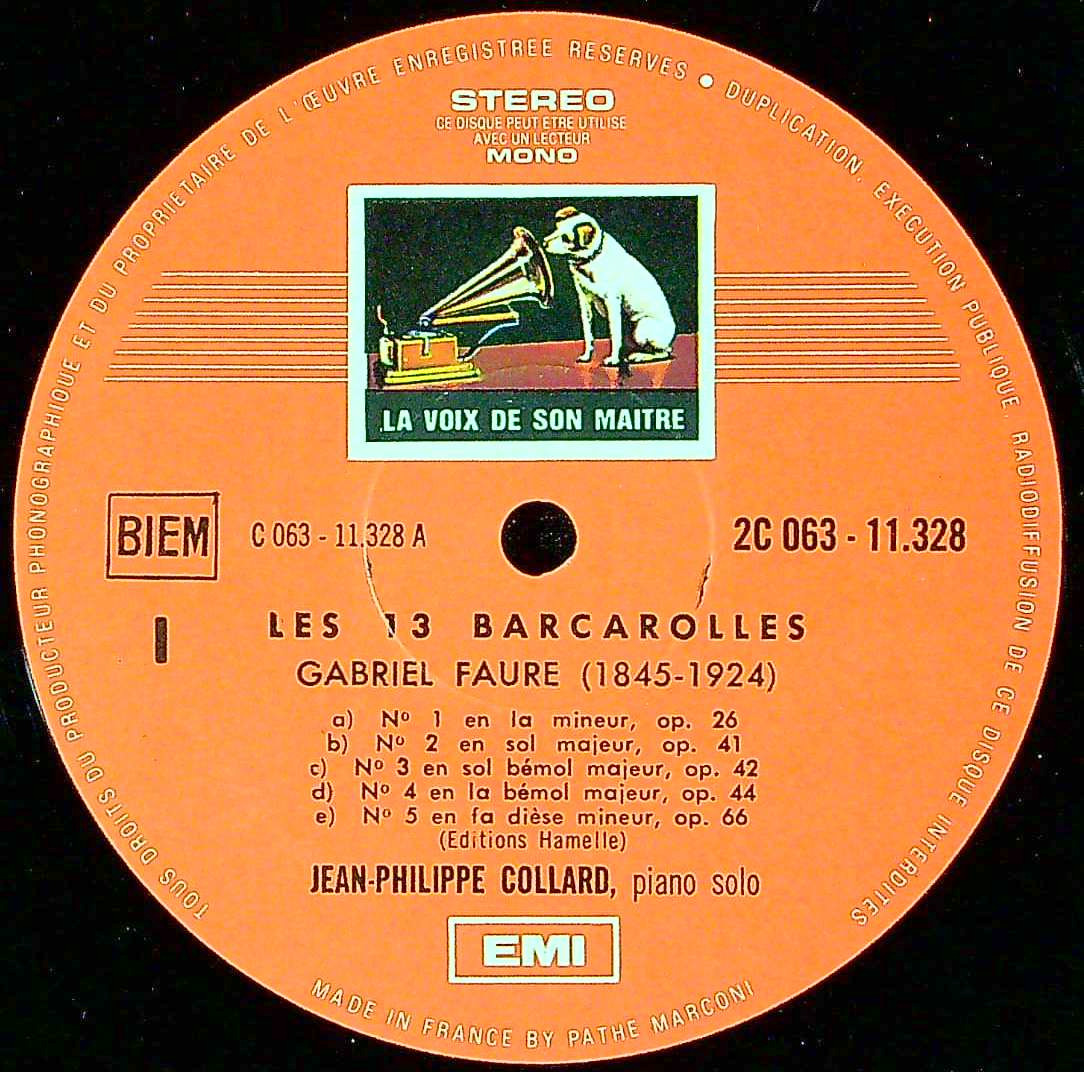 TOUS DROITS DU PRODUCTEUR PHONOGRAPHIQUE ET DU PROPRIETAIRE DE L'ŒUVRE ENREGISTREE RESERVES • DUPLICATION, EXECUTION PUBLIQUE, RADIODIFFUSION DE CE DISQUE INTERDITES
STEREO
CE DISQUE PEUT ETRE UTILISE
AVEC UN LECTEUR
MONO
LA VOIX DE SON MAITRE
BIEM
C 063 - 11.328 A
2C 063 - 11.328
I
LES 13 BARCAROLLES
GABRIEL FAURE (1845-1924)
a) Nº 1 en la mineur, op. 26
b) Nº 2 en sol majeur, op. 41
c) Nº 3 en sol bémol majeur, op. 42
d) Nº 4 en la bémol majeur, op. 44
e) Nº 5 en fa dièse mineur, op. 66
(Editions Hamelle)
JEAN-PHILIPPE COLLARD, piano solo
EMI
MADE IN FRANCE BY PATHE MARCONI